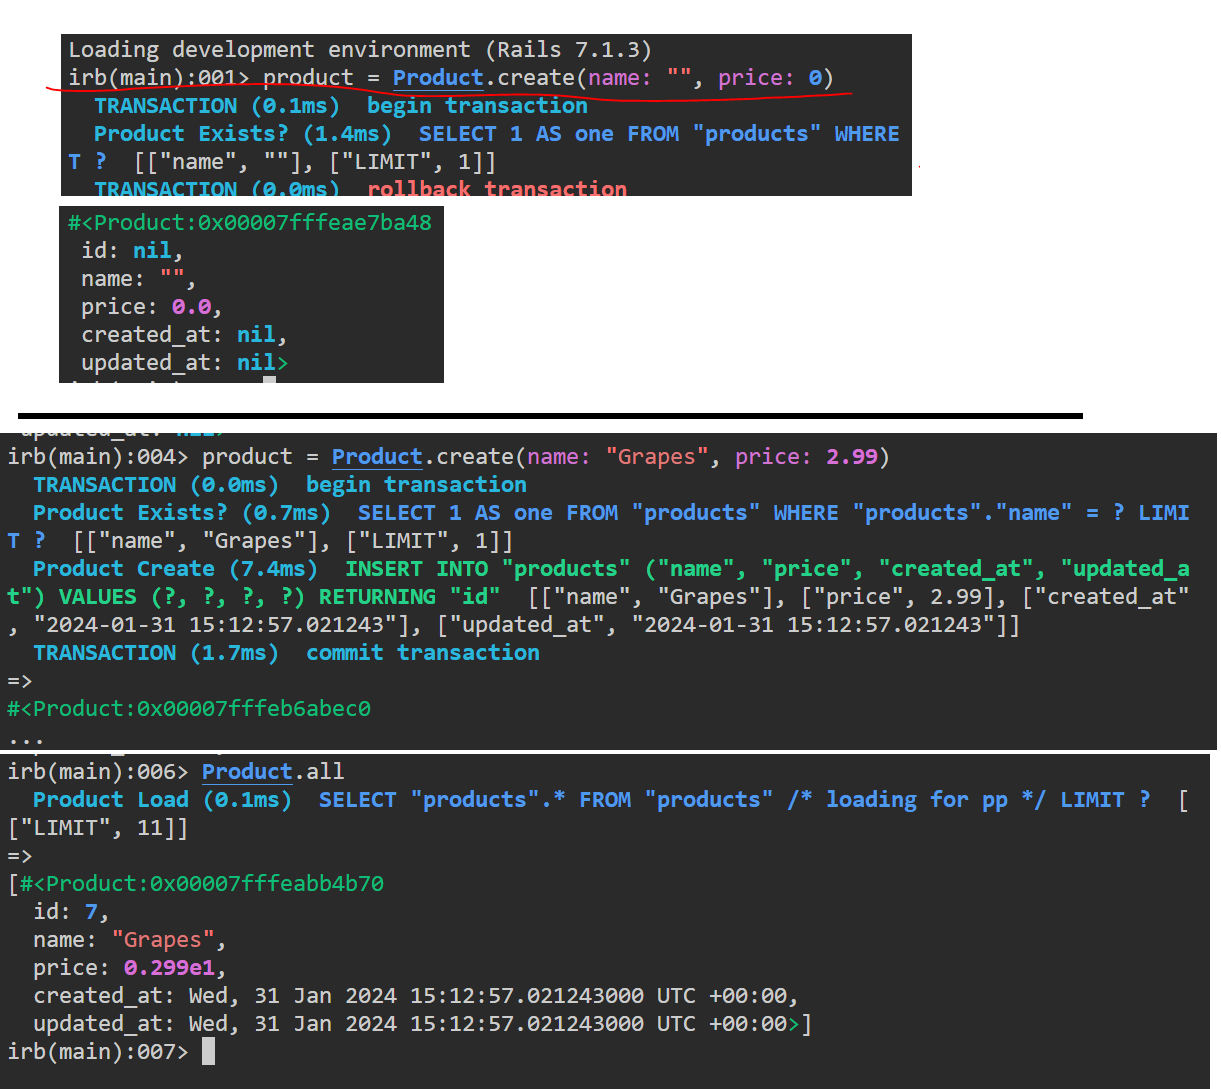 Loading development environment (Rails 7.1.3)
irb(main):001> product = Product.create(name: "", price: 0)
  TRANSACTION (0.1ms)  begin transaction
  Product Exists? (1.4ms)  SELECT 1 AS one FROM "products" WHERE
T ?  [["name", ""], ["LIMIT", 1]]
  TRANSACTION (0.0ms)  rollback transaction
#<Product:0x00007fffeae7ba48
 id: nil,
 name: "",
 price: 0.0,
 created_at: nil,
 updated_at: nil>
irb(main):004> product = Product.create(name: "Grapes", price: 2.99)
  TRANSACTION (0.0ms)  begin transaction
  Product Exists? (0.7ms)  SELECT 1 AS one FROM "products" WHERE "products"."name" = ? LIMI
T ?  [["name", "Grapes"], ["LIMIT", 1]]
  Product Create (7.4ms)  INSERT INTO "products" ("name", "price", "created_at", "updated_a
t") VALUES (?, ?, ?, ?) RETURNING "id"  [["name", "Grapes"], ["price", 2.99], ["created_at"
, "2024-01-31 15:12:57.021243"], ["updated_at", "2024-01-31 15:12:57.021243"]]
  TRANSACTION (1.7ms)  commit transaction
=>
#<Product:0x00007fffeb6abec0
...
irb(main):006> Product.all
  Product Load (0.1ms)  SELECT "products".* FROM "products" /* loading for pp */ LIMIT ?  [
["LIMIT", 11]]
=>
[#<Product:0x00007fffeabb4b70
  id: 7,
  name: "Grapes",
  price: 0.299e1,
  created_at: Wed, 31 Jan 2024 15:12:57.021243000 UTC +00:00,
  updated_at: Wed, 31 Jan 2024 15:12:57.021243000 UTC +00:00>]
irb(main):007>